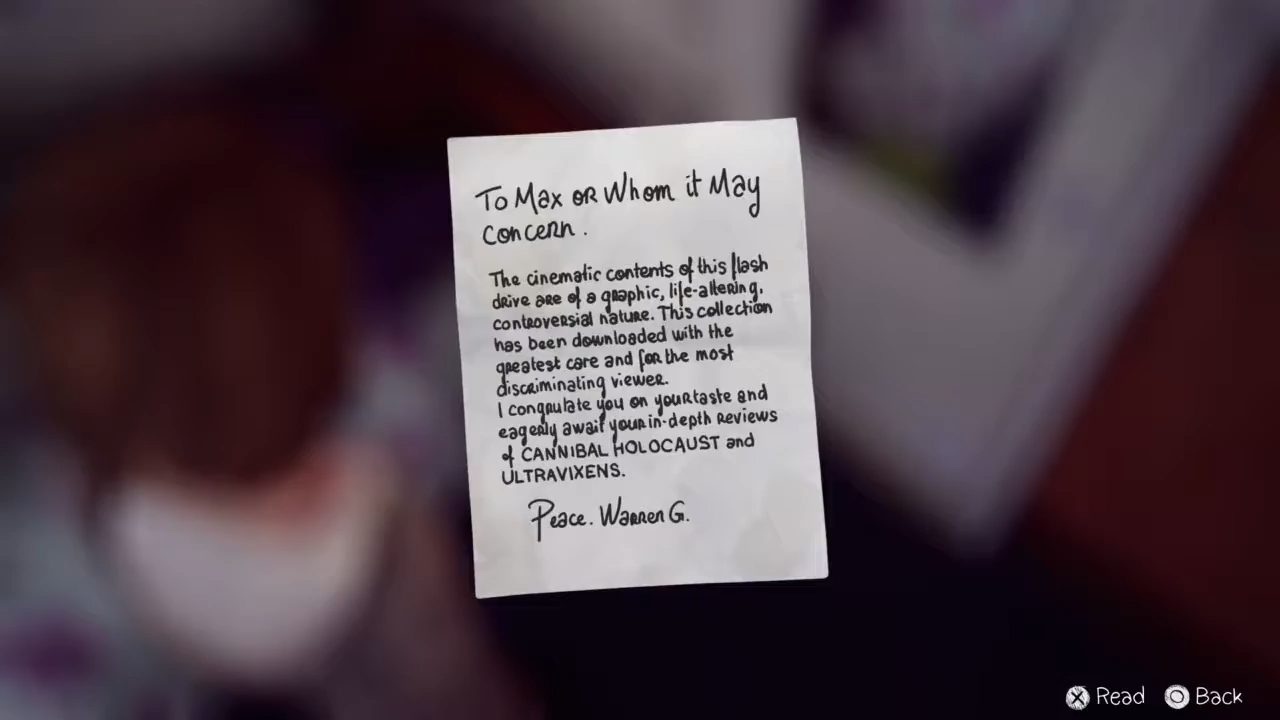 To Max or Whom it May
Concern.
The cinematic contents of this flash
drive are of a graphic, life-altering,
controversial nature. This collection
has been downloaded with the
greatest care and for the most
discriminating viewer.
I congrulate you on your taste and
eagerly await your in-depth reviews
of CANNIBAL HOLOCAUST and
ULTRAVIXENS.
Peace. Warren G.
Read Back